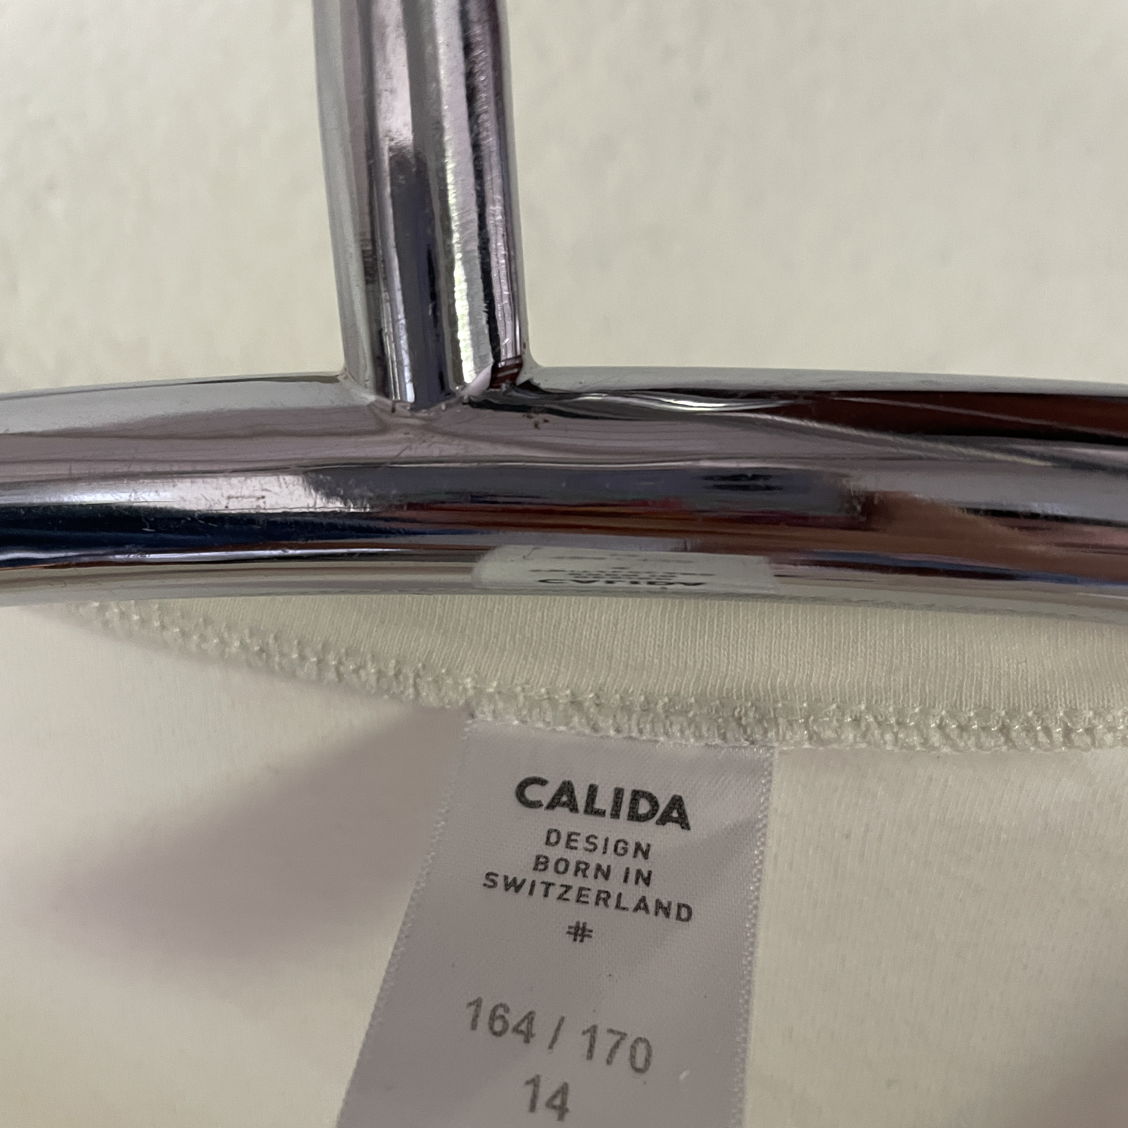 CALIDA
DESIGN
BORN IN
SWITZERLAND
#
164 / 170
14